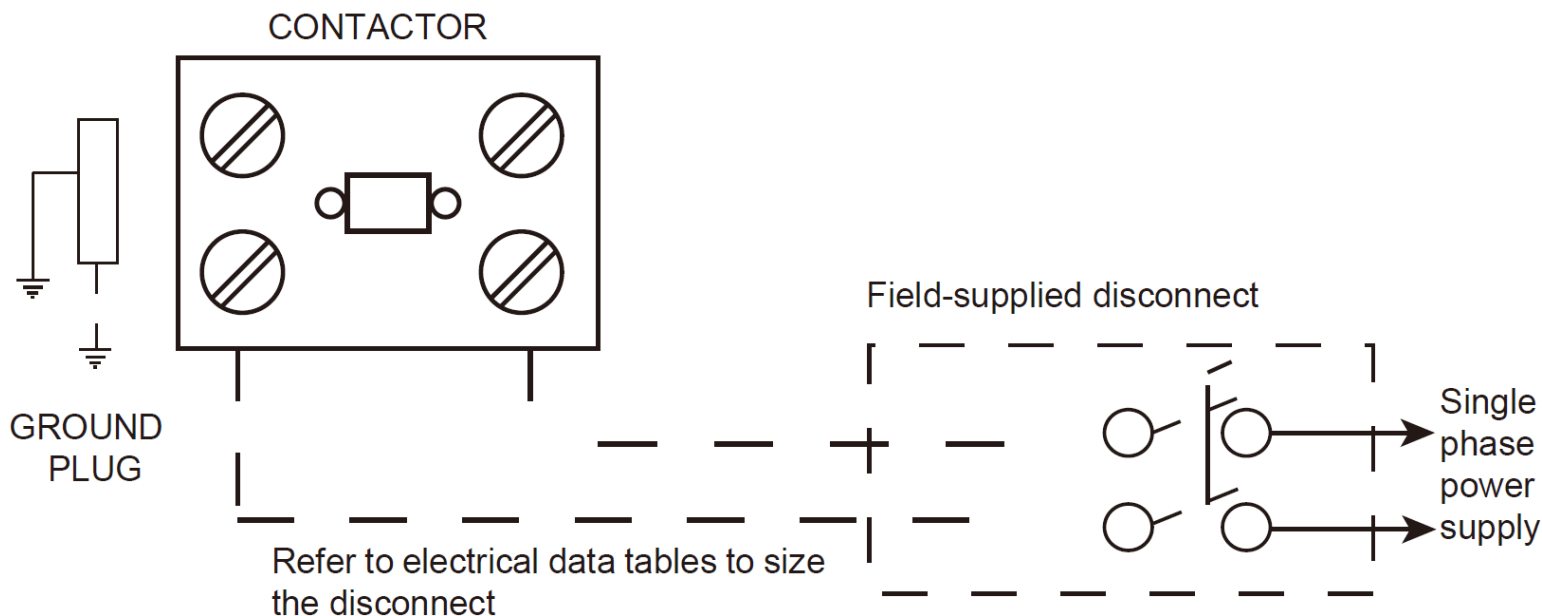 CONTACTOR
GROUND
PLUG
Field-supplied disconnect
Single
phase
power
supply
Refer to electrical data tables to size
the disconnect